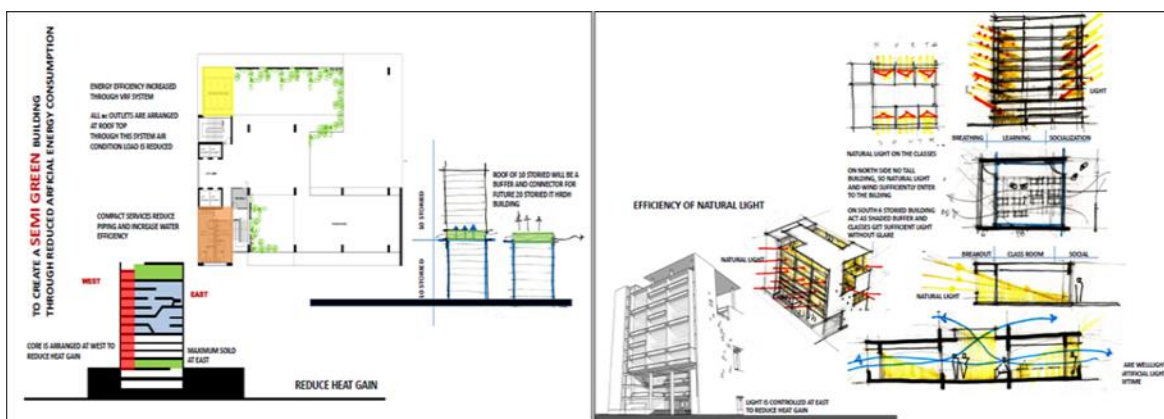 TO CREATE A SEMI GREEN BUILDING
THROUGH REDUCED ARFICIAL ENERGY CONSUMPTION
ENERGY EFFICIENCY INCREASED
THROUGH VRF SYSTEM
ALL OUTLETS ARE ARRANGED
AT ROOF TOP
THROUGH THIS SYSTEM AIR
CONDITION LOAD IS REDUCED
COMPACT SERVICES REDUCE
PIPING AND INCREASE WATER
EFFICIENCY
WEST
EAST
CORE IS ARRANGED AT WEST TO
REDUCE HEAT GAIN
MAXIMUM SOILD
AT EAST
REDUCE HEAT GAIN
10 STORIED
10 STORIED
ROOF OF 10 STORIED WILL BE A
BUFFER AND CONNECTOR FOR
FUTURE 20 STORIED IT HRDH
BUILDING
EFFICIENCY OF NATURAL LIGHT
NATURAL LIGHT
LIGHT IS CONTROLLED AT EAST
TO REDUCE HEAT GAIN
NATURAL LIGHT ON THE CLASSES
ON NORTH SIDE NO TALL
BUILDING, SO NATURAL LIGHT
AND WIND SUFFICIENTLY ENTER
TO THE BILDING
ON SOUTH 6 STORIED BUILDING
ACT AS SHADED BUFFER AND
CLASSES GET SUFFICIENT LIGHT
WITHOUT GLARE
LIGHT
BREATHING LEARNING SOCIALIZATION
BREAKOUT CLASS ROOM SOCIAL
NATURAL LIGHT
ARE WELLLIGHT
ARTIFICIAL LIGHT